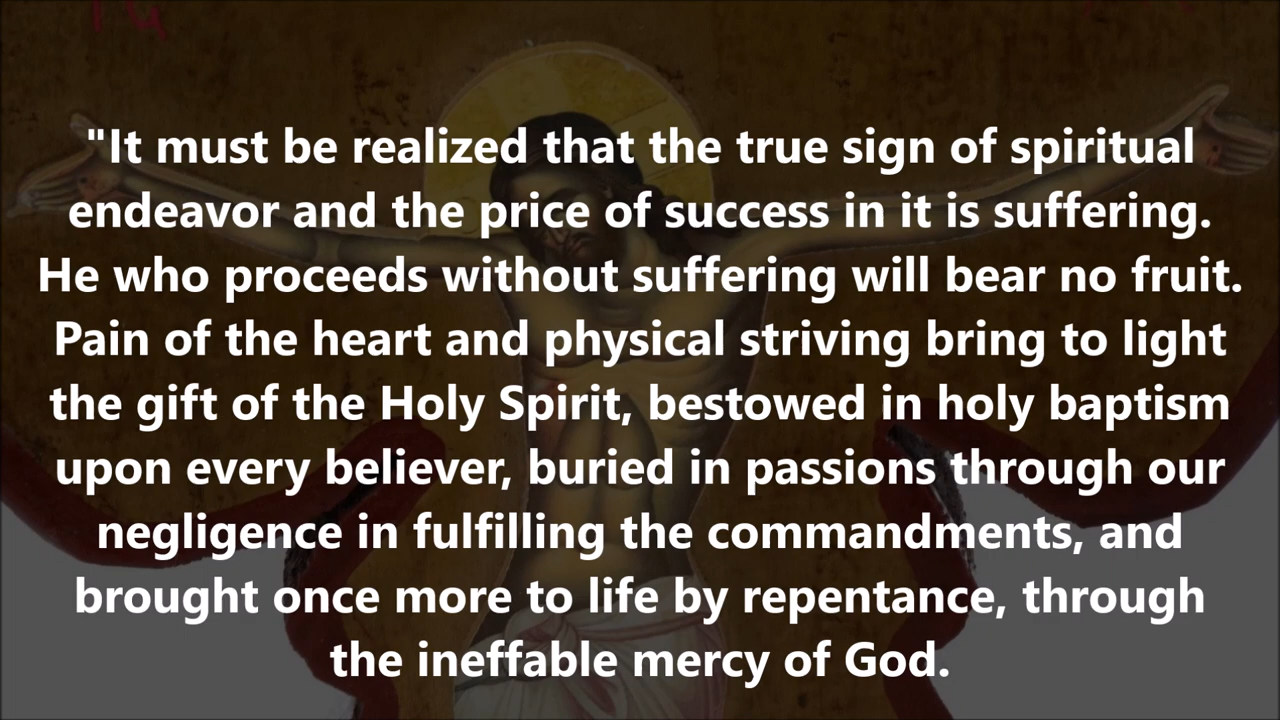 "It must be realized that the true sign of spiritual
endeavor and the price of success in it is suffering.
He who proceeds without suffering will bear no fruit.
Pain of the heart and physical striving bring to light
the gift of the Holy Spirit, bestowed in holy baptism
upon every believer, buried in passions through our
negligence in fulfilling the commandments, and
brought once more to life by repentance, through
the ineffable mercy of God.